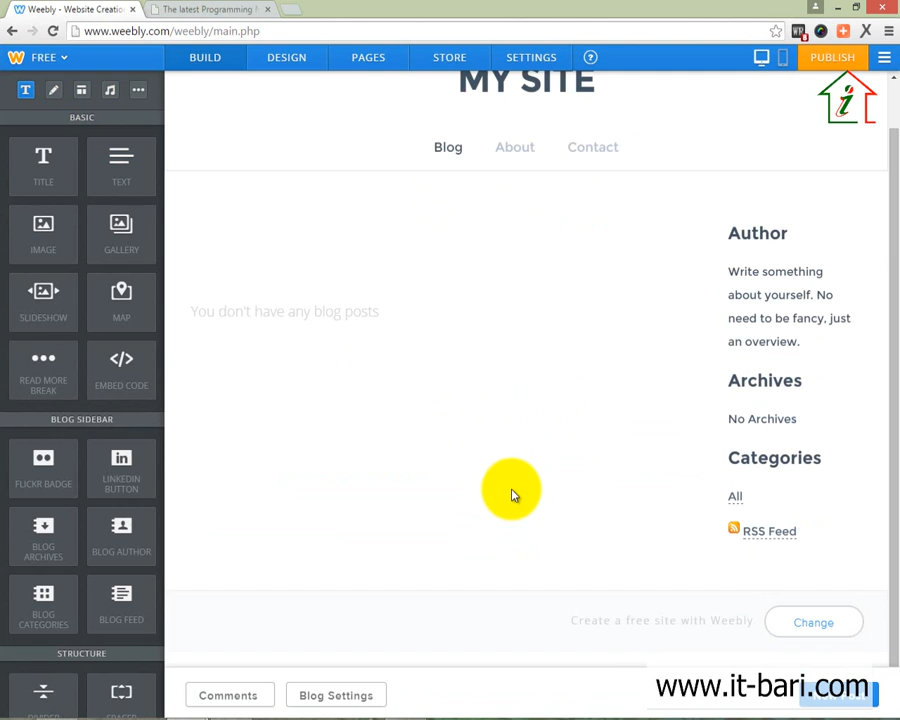 Weebly - Website Creatio
The latest Programming
www.weebly.com/weebly/main.php
FREE
BUILD
DESIGN
PAGES
STORE
SETTINGS
?
PUBLISH
BASIC
TITLE
TEXT
IMAGE
GALLERY
SLIDESHOW
MAP
READ MORE
BREAK
EMBED CODE
BLOG SIDEBAR
FLICKR BADGE
LINKEDIN
BUTTON
BLOG
ARCHIVES
BLOG AUTHOR
BLOG
CATEGORIES
BLOG FEED
STRUCTURE
MY SITE
Blog
About
Contact
You don't have any blog posts
Author
Write something
about yourself. No
need to be fancy, just
an overview.
Archives
No Archives
Categories
All
RSS Feed
Create a free site with Weebly
Change
Comments
Blog Settings
www.it-bari.com